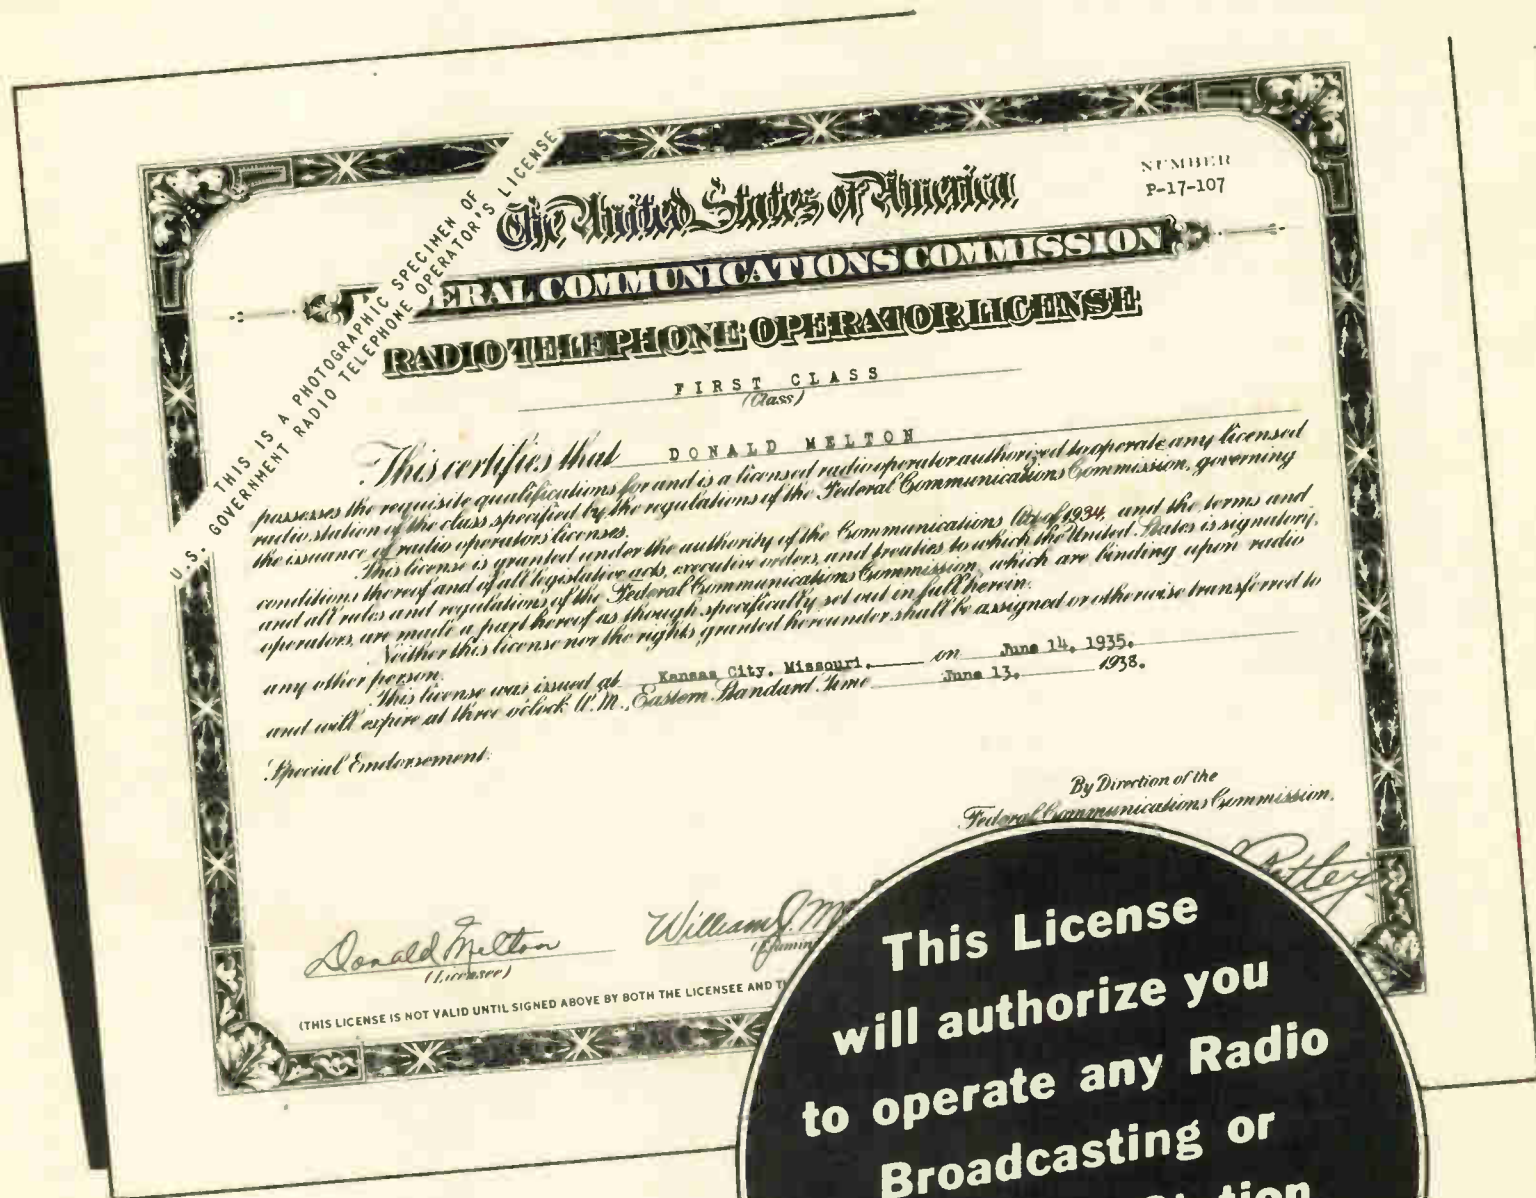 THIS IS A PHOTOGRAPHIC SPECIMEN OF
U.S. GOVERNMENT RADIO TELEPHONE OPERATOR'S LICENSE
NUMBER
P-17-107
The United States of America
ERAL COMMUNICATIONS COMMISSION
RADIO TELEPHONE OPERATOR LICENSE
FIRST CLASS
(Class)
This certifies that DONALD MELTON
possesses the requisite qualifications for and is a licensed radio operator authorized to operate any licensed
radio station of the class specified by the regulations of the Federal Communications Commission, governing
the issuance of radio operators licenses.
This license is granted under the authority of the Communications Act of 1934, and the terms and
conditions thereof and of all legislative acts, executive orders, and treaties to which the United States is signatory,
and all rules and regulations of the Federal Communications Commission, which are binding upon radio
operators, are made a part hereof as though specifically set out in full herein.
Neither this license nor the rights granted hereunder shall be assigned or otherwise transferred to
any other person.
This license was issued at Kansas City, Missouri, on June 14, 1935.
and will expire at three o'clock A.M., Eastern Standard Time June 13, 1938.
Special Endorsement:
By Direction of the
Federal Communications Commission.
Donald Melton
William J. M
(Licensee)
(Examin
(THIS LICENSE IS NOT VALID UNTIL SIGNED ABOVE BY BOTH THE LICENSEE AND T
This License
will authorize you
to operate any Radio
Broadcasting or